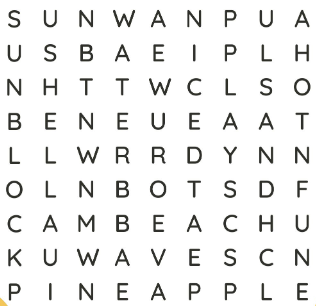 S U N W A N P U A
U S B A E I P L H
N H T T W C L S O
B E N E U E A A T
L L W R R D Y N N
O L N B O T S D F
C A M B E A C H U
K U W A V E S C N
P I N E A P P L E